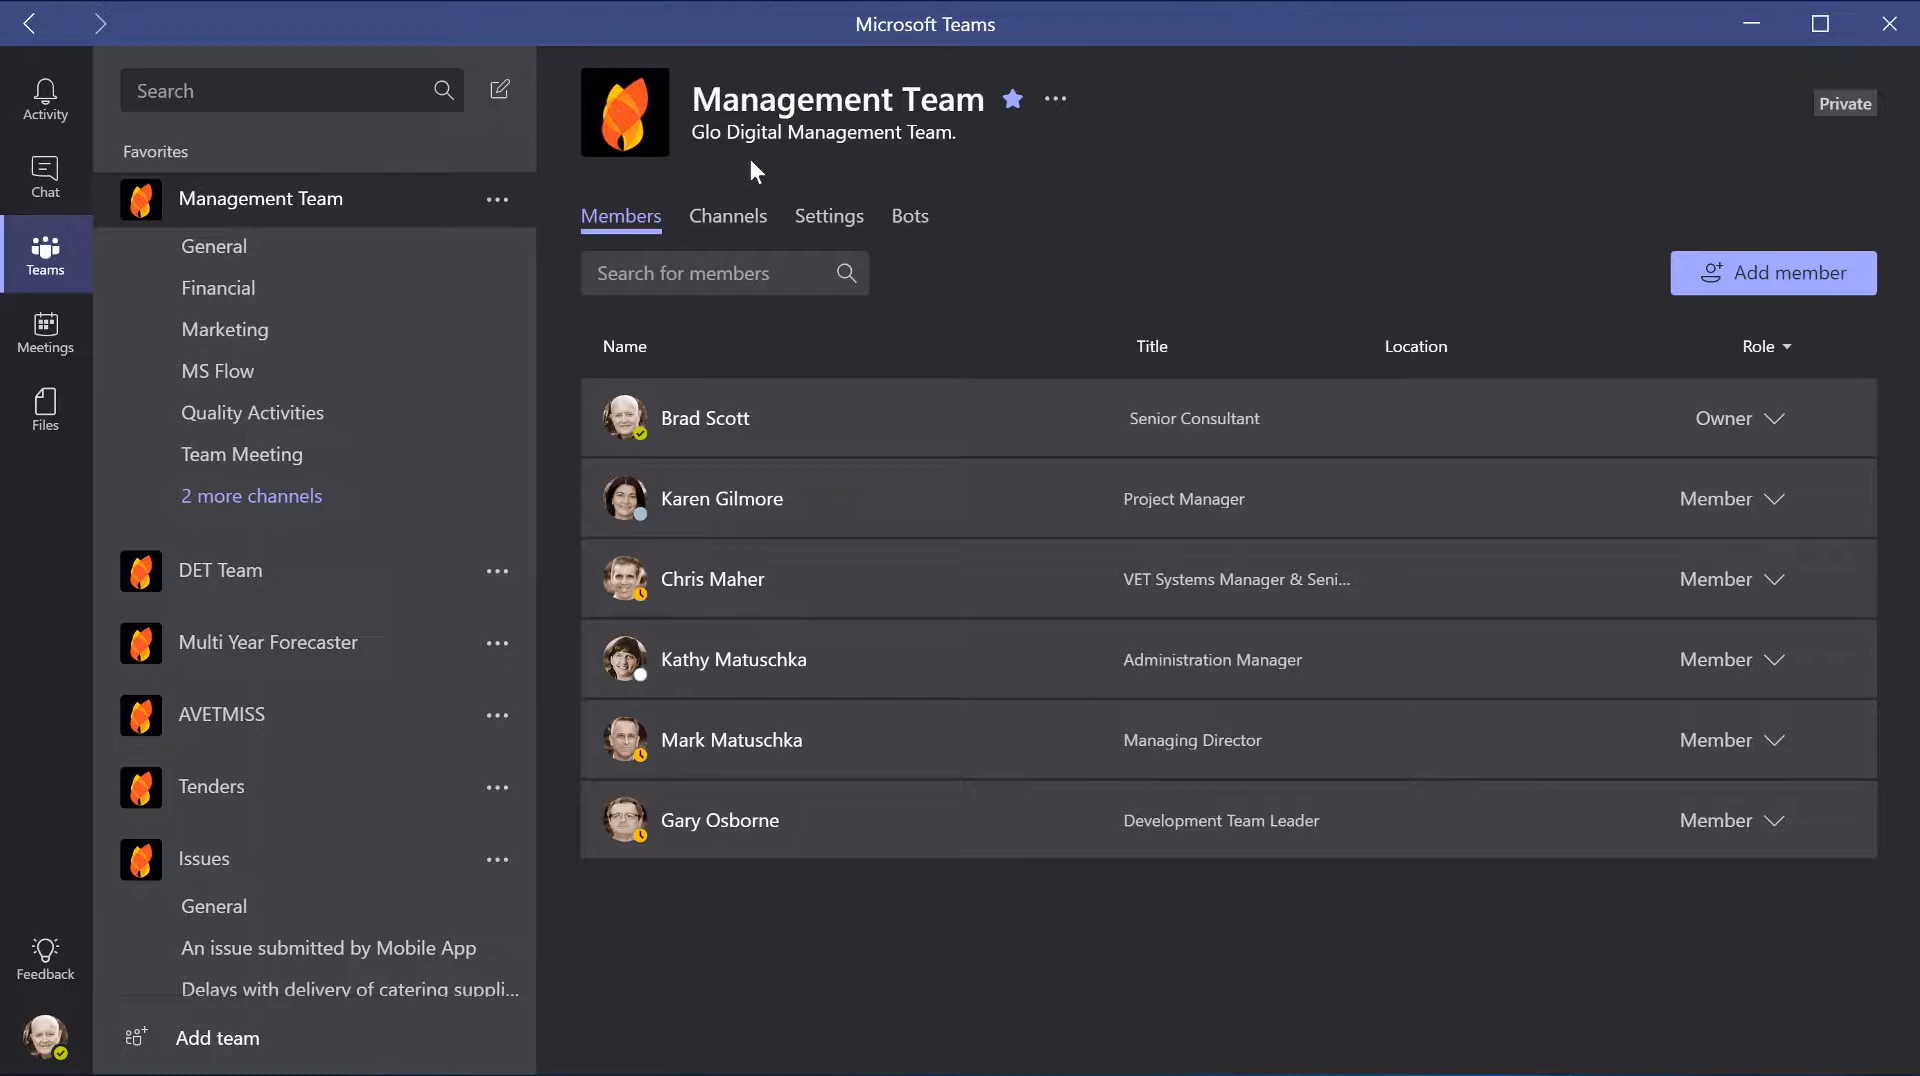 Microsoft Teams
Activity
Chat
Teams
Meetings
Files
Feedback
Search
Favorites
Management Team
General
Financial
Marketing
MS Flow
Quality Activities
Team Meeting
2 more channels
DET Team
Multi Year Forecaster
AVETMISS
Tenders
Issues
General
An issue submitted by Mobile App
Delays with delivery of catering suppli...
Add team
Management Team
Glo Digital Management Team.
Private
Members Channels Settings Bots
Search for members
Add member
Name Title Location Role
Brad Scott Senior Consultant Owner
Karen Gilmore Project Manager Member
Chris Maher VET Systems Manager & Seni... Member
Kathy Matuschka Administration Manager Member
Mark Matuschka Managing Director Member
Gary Osborne Development Team Leader Member